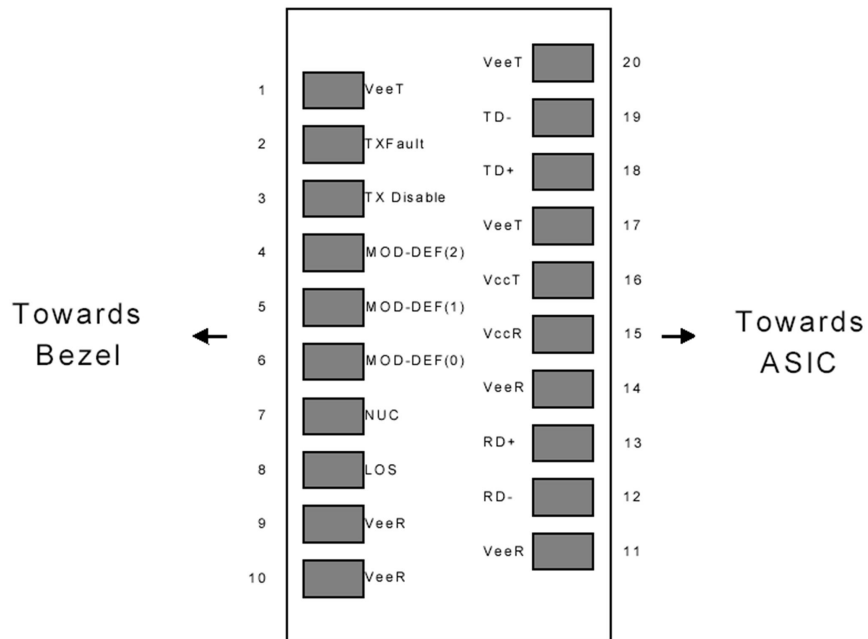 VeeT 20
1 VeeT
TD- 19
2 TXFault
TD+ 18
3 TX Disable
VeeT 17
4 MOD-DEF(2)
VccT 16
5 MOD-DEF(1)
Towards
Bezel
VccR 15
Towards
ASIC
6 MOD-DEF(0)
VeeR 14
7 NUC
RD+ 13
8 LOS
RD- 12
9 VeeR
VeeR 11
10 VeeR